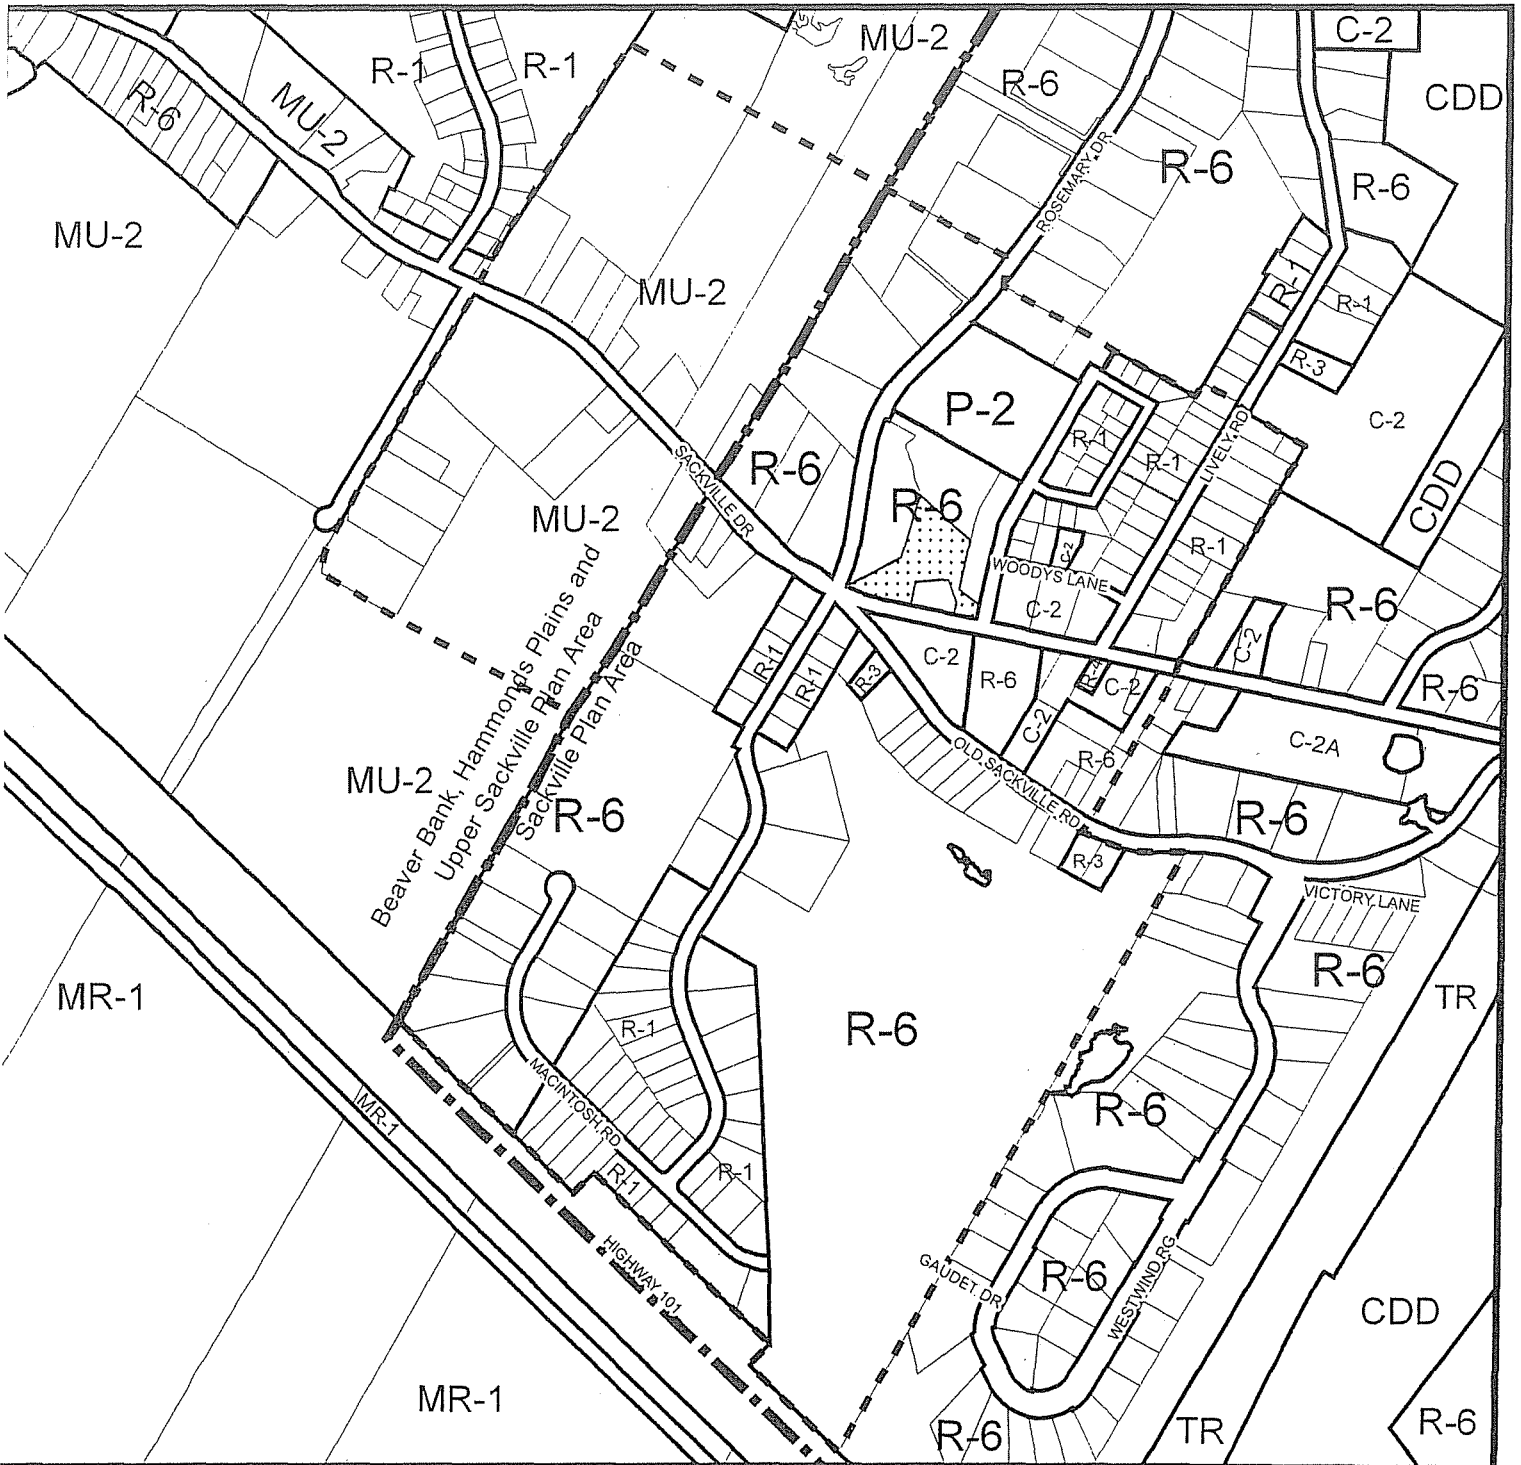 MU-2
C-2
R-1
R-1
R-6
CDD
R-6
MU-2
R-6
R-6
ROSEMARY DR
MU-2
MU-2
R-1
R-1
R-3
P-2
C-2
R-1
LIVELY RD
R-1
R-6
SACKVILLE DR
R-6
CDD
MU-2
R-1
C-2
WOODYS LANE
C-2
R-6
Beaver Bank, Hammonds Plains and
Upper Sackville Plan Area
Sackville Plan Area
R-1
R-1
R-3
C-2
R-6
C-2
R-4
C-2
C-2
R-6
C-2A
OLD SACKVILLE RD
R-6
MU-2
R-6
R-6
R-3
VICTORY LANE
R-6
MR-1
TR
R-6
R-1
MACINTOSH RD
MR-1
R-6
R-1
R-1
HIGHWAY 101
GAUDET DR
R-6
WESTWIND RG
CDD
MR-1
R-6
TR
R-6